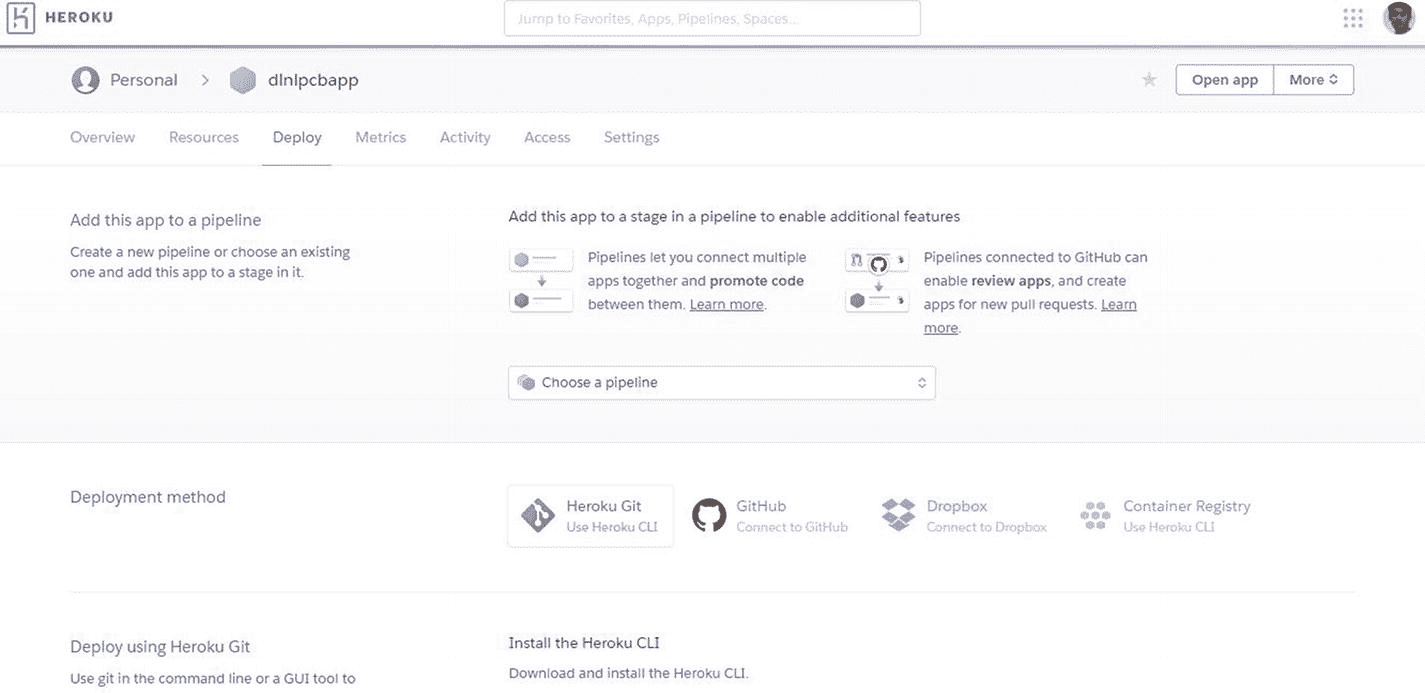 HEROKU
Jump to Favorites, Apps, Pipelines, Spaces...
Personal > dlnlpcbapp
Open app
More
Overview Resources Deploy Metrics Activity Access Settings
Add this app to a pipeline
Create a new pipeline or choose an existing
one and add this app to a stage in it.
Add this app to a stage in a pipeline to enable additional features
Pipelines let you connect multiple
apps together and promote code
between them. Learn more.
Pipelines connected to GitHub can
enable review apps, and create
apps for new pull requests. Learn
more.
Choose a pipeline
Deployment method
Heroku Git
Use Heroku CLI
GitHub
Connect to GitHub
Dropbox
Connect to Dropbox
Container Registry
Use Heroku CLI
Deploy using Heroku Git
Use git in the command line or a GUI tool to
Install the Heroku CLI
Download and install the Heroku CLI.